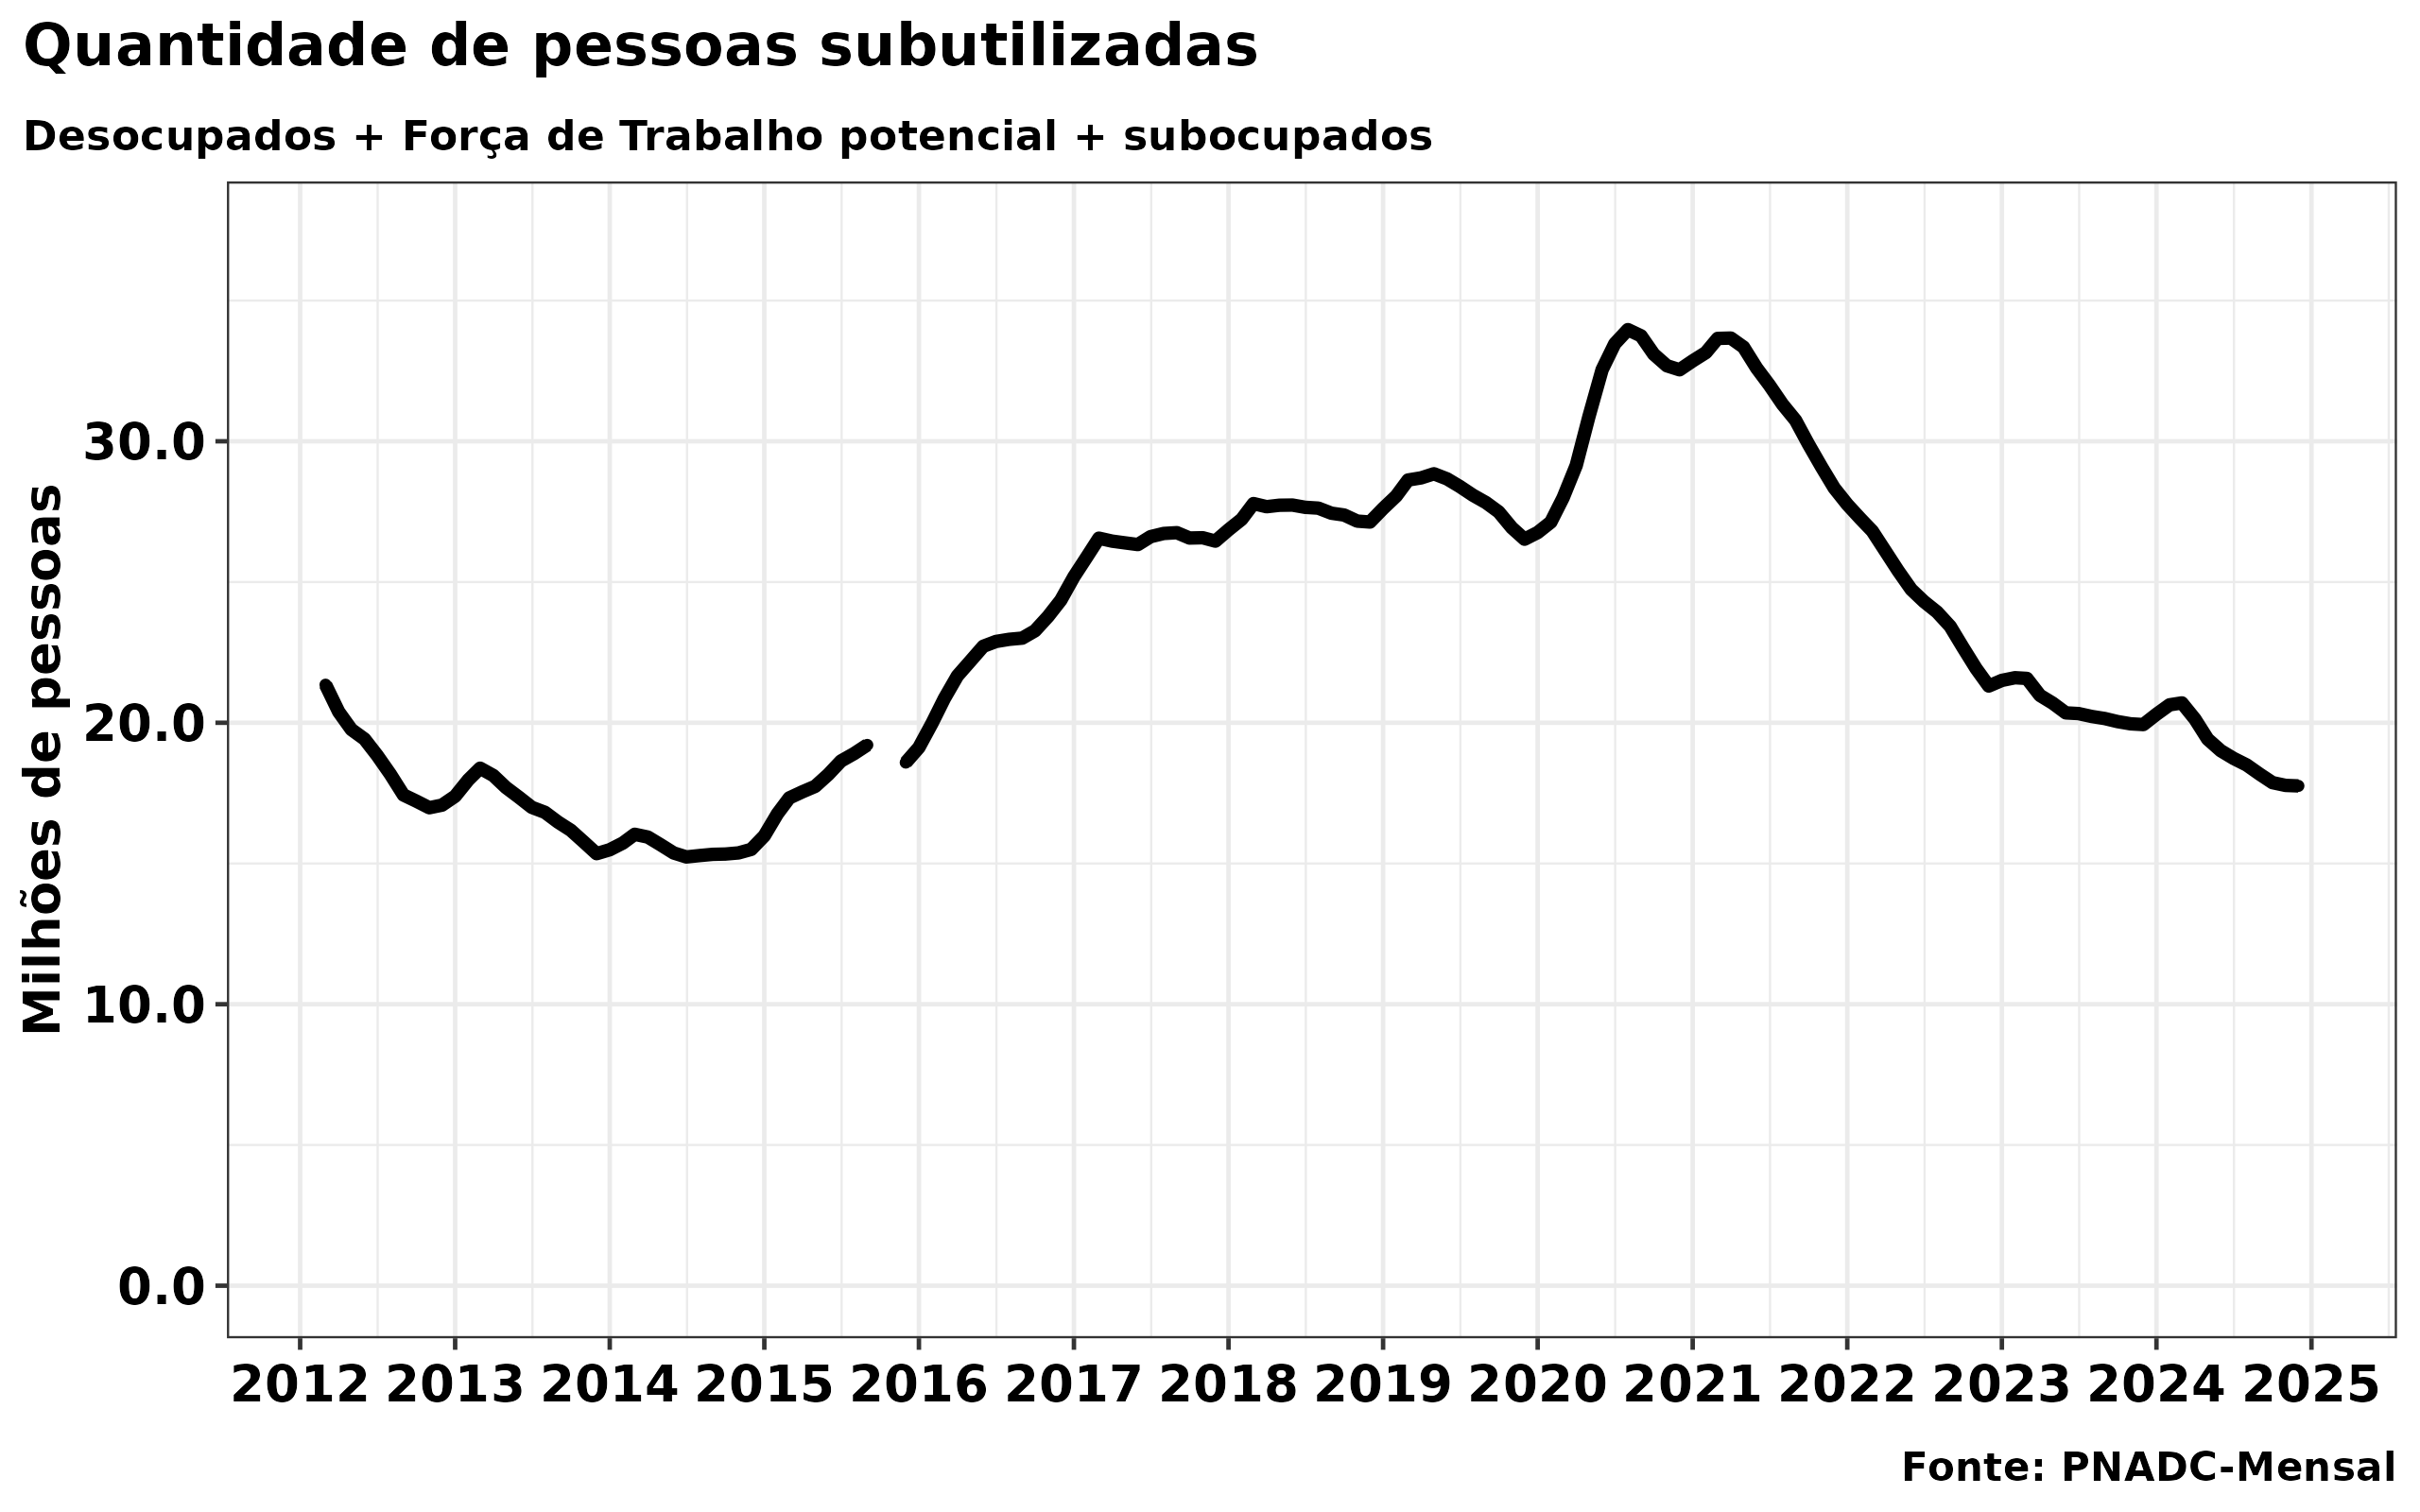 Quantidade de pessoas subutilizadas
Desocupados + Força de Trabalho potencial + subocupados
Milhões de pessoas
30.0
20.0
10.0
0.0
2012 2013 2014 2015 2016 2017 2018 2019 2020 2021 2022 2023 2024 2025
Fonte: PNADC-Mensal